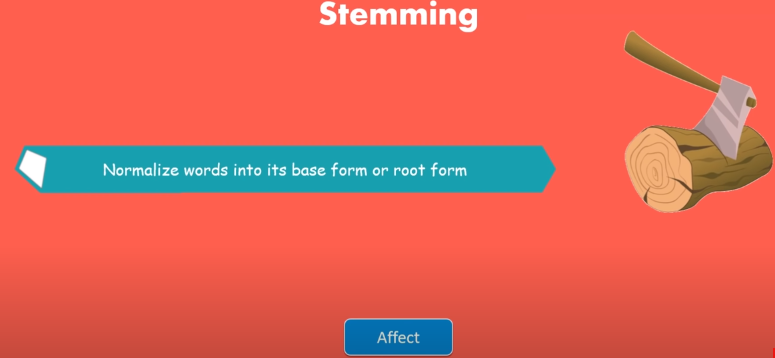 Stemming
Normalize words into its base form or root form
Affect